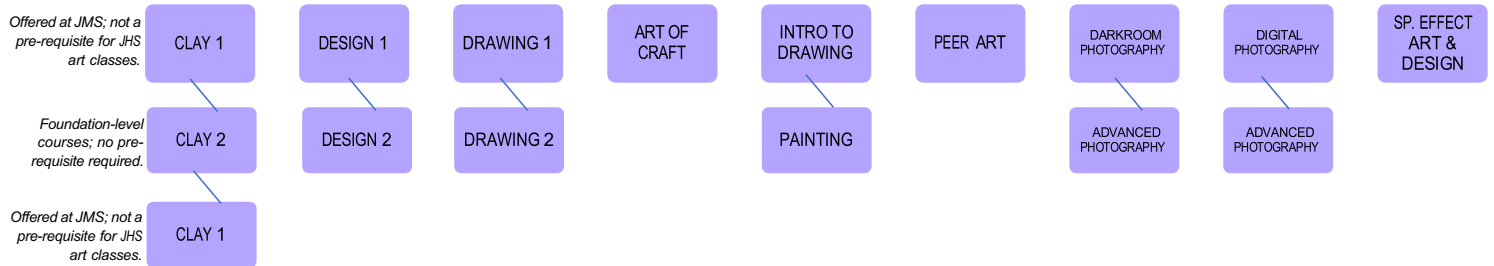 Offered at JMS; not a
pre-requisite for JHS
art classes.
CLAY 1
DESIGN 1
DRAWING 1
ART OF
CRAFT
INTRO TO
DRAWING
PEER ART
DARKROOM
PHOTOGRAPHY
DIGITAL
PHOTOGRAPHY
SP. EFFECT
ART &
DESIGN
Foundation-level
courses; no pre-
requisite required.
CLAY 2
DESIGN 2
DRAWING 2
PAINTING
ADVANCED
PHOTOGRAPHY
ADVANCED
PHOTOGRAPHY
Offered at JMS; not a
pre-requisite for JHS
art classes.
CLAY 1